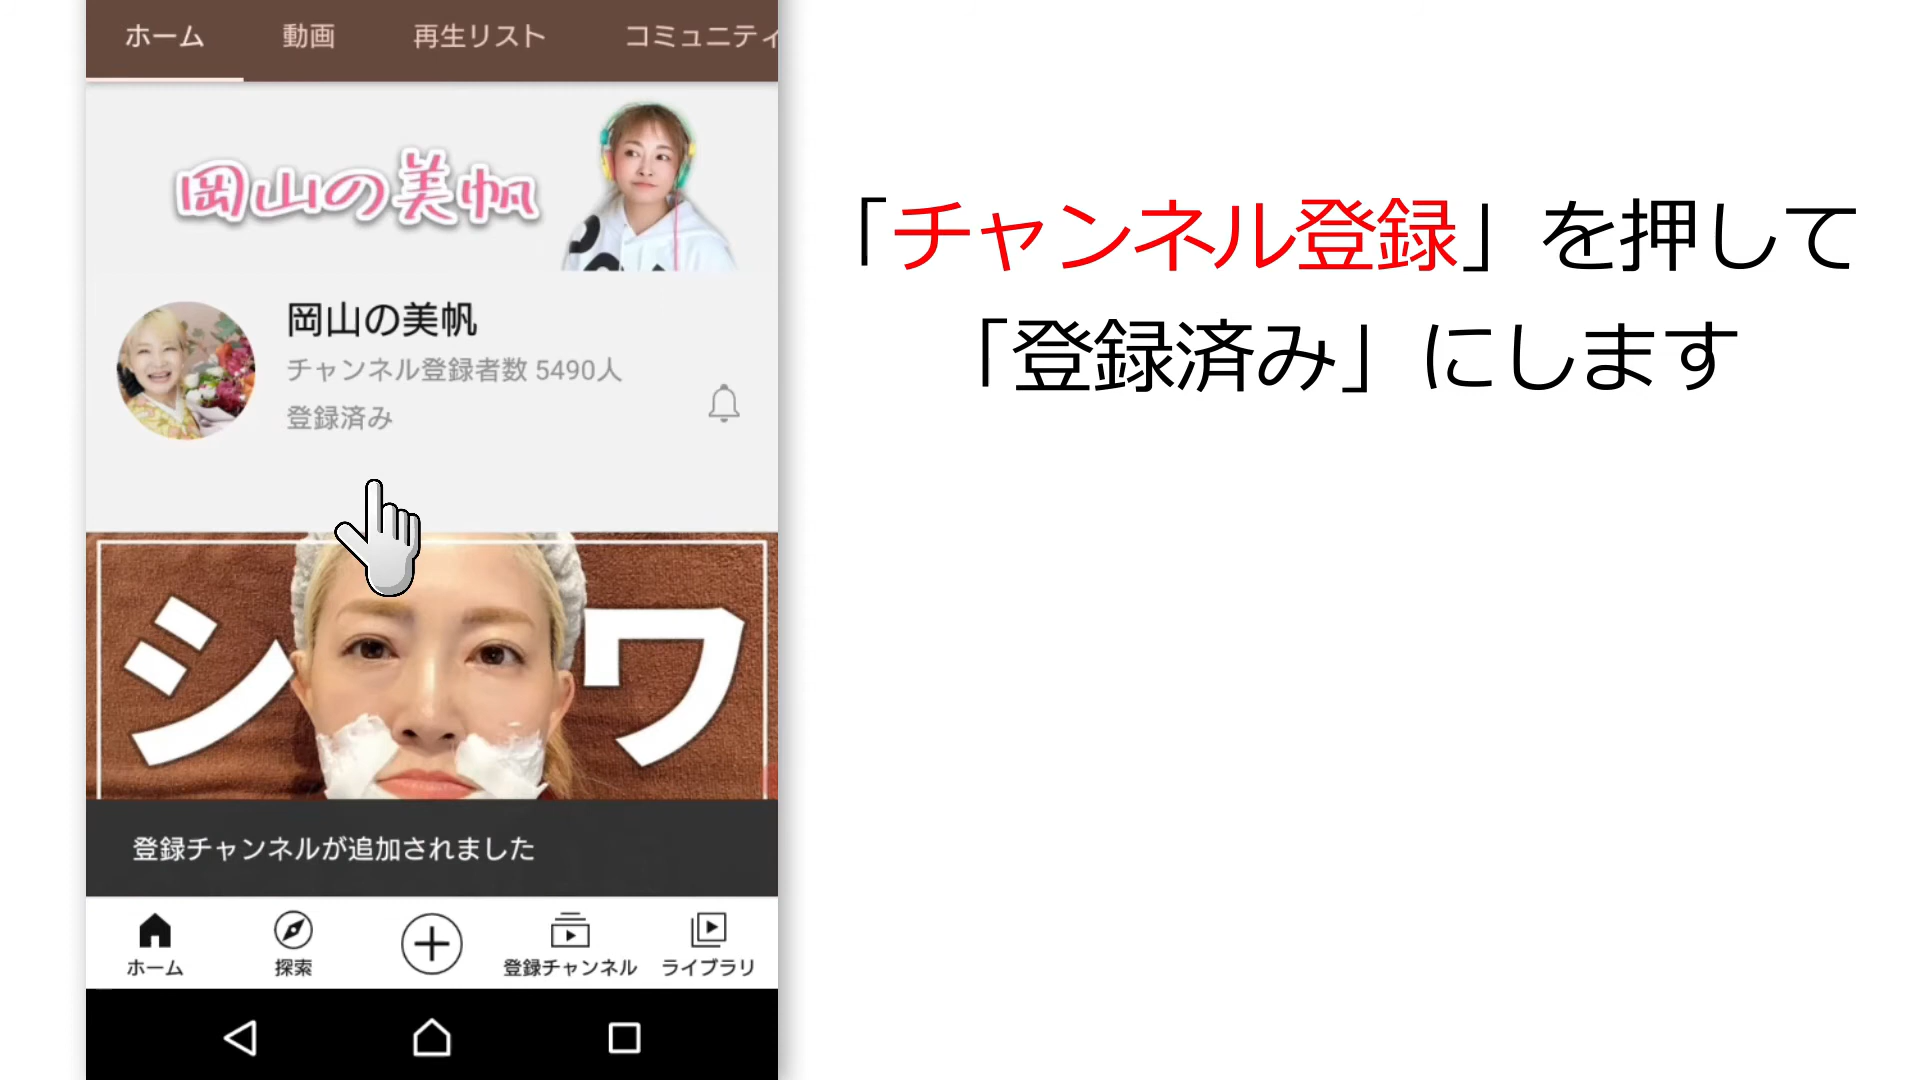 ホーム 動画 再生リスト コミュニティ
岡山の美帆
岡山の美帆
チャンネル登録者数 5490人
登録済み
シワ
登録チャンネルが追加されました
ホーム 探索 登録チャンネル ライブラリ
「チャンネル登録」を押して
「登録済み」にします